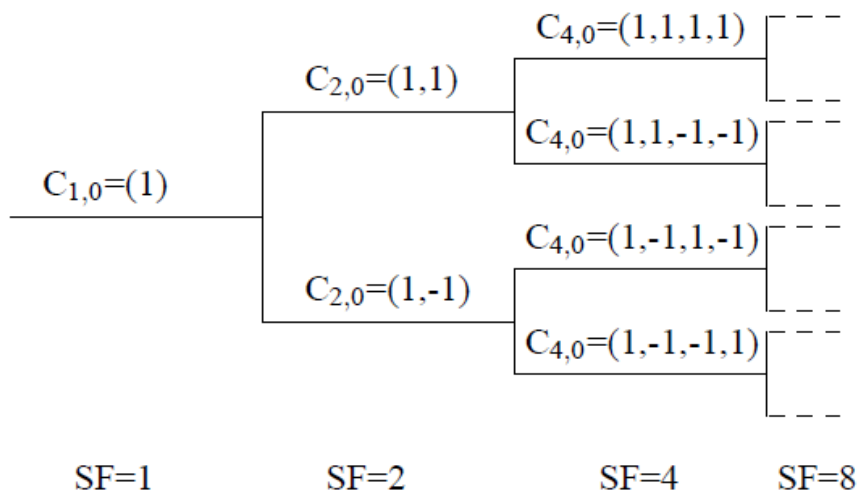 C4,0=(1,1,1,1)
C2,0=(1,1)
C4,0=(1,1,-1,-1)
C1,0=(1)
C4,0=(1,-1,1,-1)
C2,0=(1,-1)
C4,0=(1,-1,-1,1)
SF=1 SF=2 SF=4 SF=8